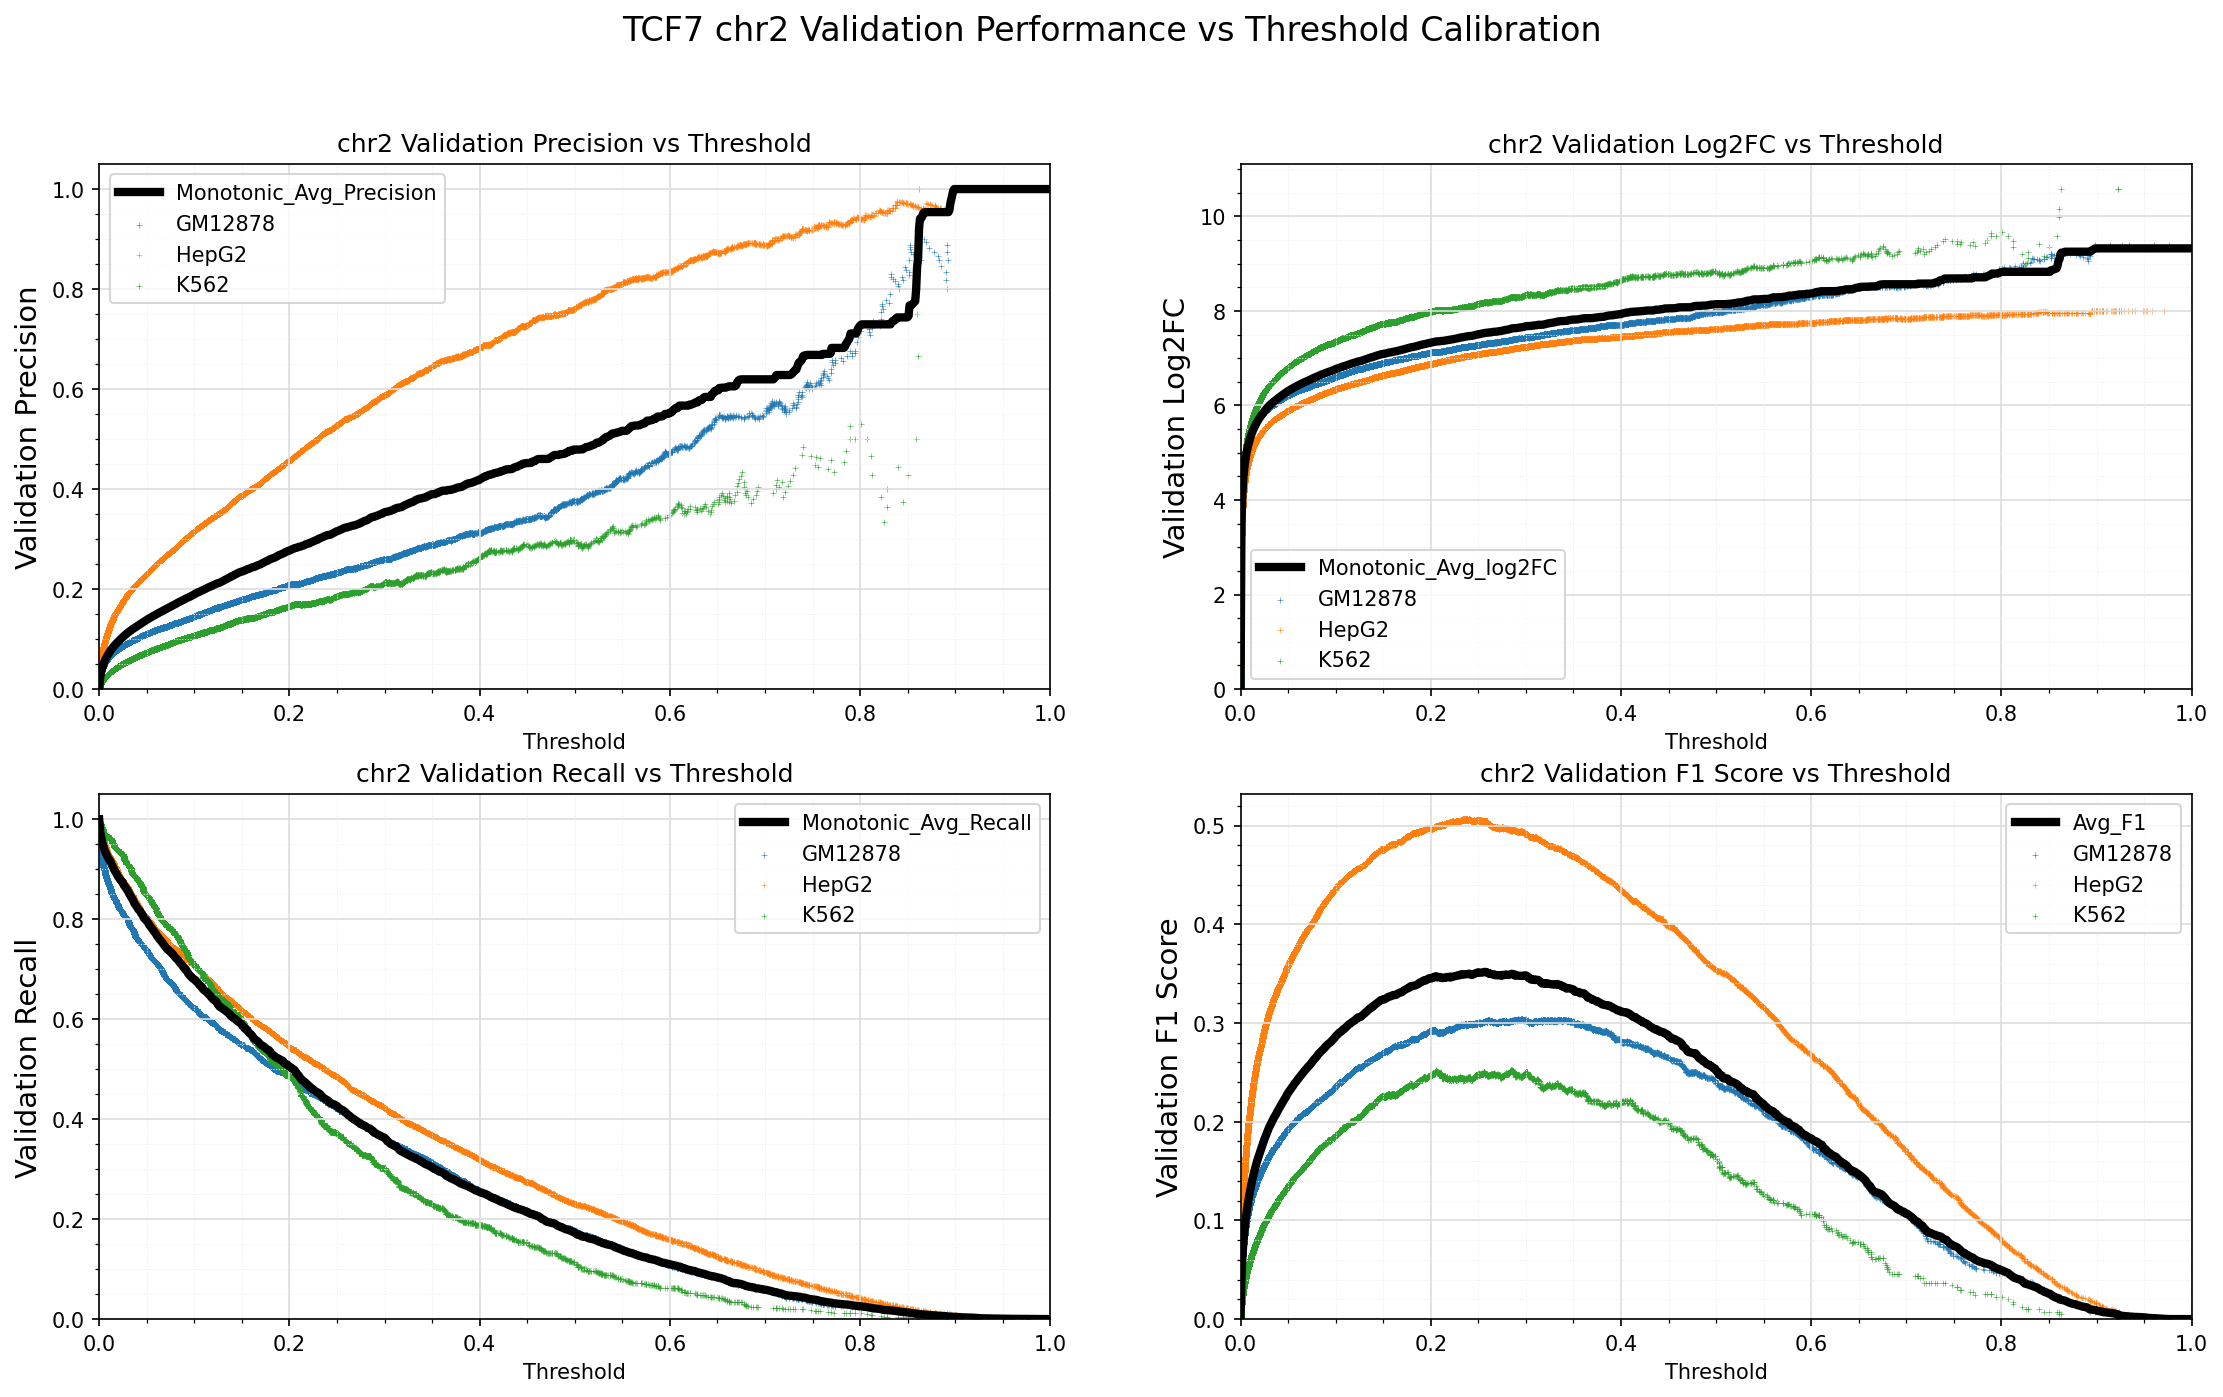 TCF7 chr2 Validation Performance vs Threshold Calibration
chr2 Validation Precision vs Threshold
Validation Precision
1.0
0.8
0.6
0.4
0.2
0.0
Monotonic_Avg_Precision
GM12878
HepG2
K562
0.0 0.2 0.4 0.6 0.8 1.0
Threshold
chr2 Validation Log2FC vs Threshold
Validation Log2FC
10
8
6
4
2
0
Monotonic_Avg_log2FC
GM12878
HepG2
K562
0.0 0.2 0.4 0.6 0.8 1.0
Threshold
chr2 Validation Recall vs Threshold
Validation Recall
1.0
0.8
0.6
0.4
0.2
0.0
Monotonic_Avg_Recall
GM12878
HepG2
K562
0.0 0.2 0.4 0.6 0.8 1.0
Threshold
chr2 Validation F1 Score vs Threshold
Validation F1 Score
0.5
0.4
0.3
0.2
0.1
0.0
Avg_F1
GM12878
HepG2
K562
0.0 0.2 0.4 0.6 0.8 1.0
Threshold